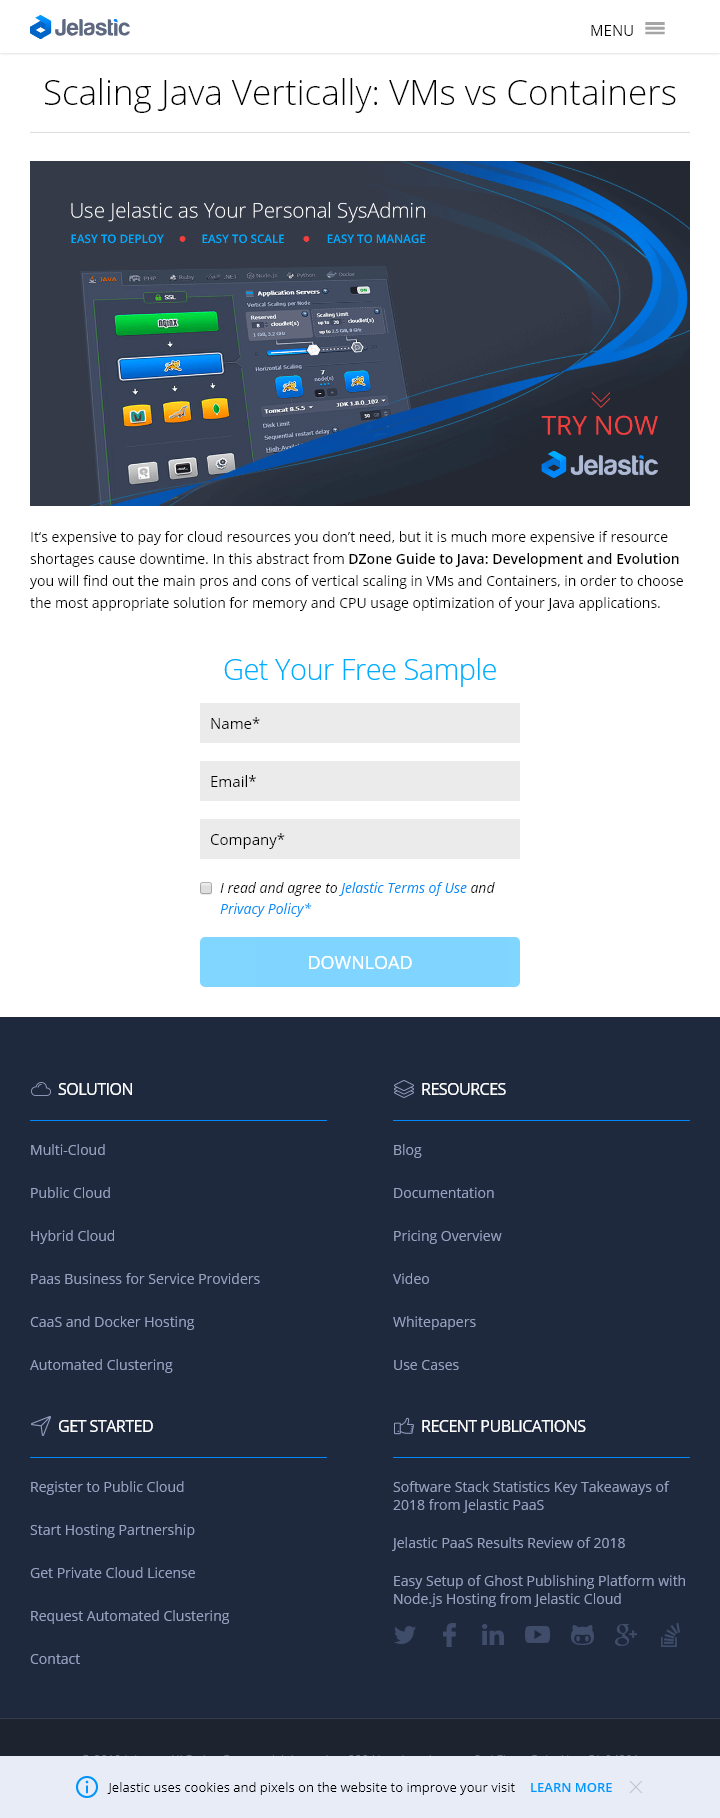 Jelastic
MENU
Scaling Java Vertically: VMs vs Containers
Use Jelastic as Your Personal SysAdmin
EASY TO DEPLOY • EASY TO SCALE • EASY TO MANAGE
JAVA PHP Ruby .NET Node.js Python Docker
SSL
Application Servers
ON
Vertical Scaling per Node
Reserved
Scaling Limit
cloudlet(s)
up to 20 cloudlet(s)
Horizontal Scaling
7
node(s)
Tomcat 8.5.5
JDK 1.8.0_102
Disk Limit
Sequential restart delay
TRY NOW
Jelastic
It’s expensive to pay for cloud resources you don’t need, but it is much more expensive if resource
shortages cause downtime. In this abstract from DZone Guide to Java: Development and Evolution
you will find out the main pros and cons of vertical scaling in VMs and Containers, in order to choose
the most appropriate solution for memory and CPU usage optimization of your Java applications.
Get Your Free Sample
Name*
Email*
Company*
I read and agree to Jelastic Terms of Use and
Privacy Policy*
DOWNLOAD
SOLUTION
Multi-Cloud
Public Cloud
Hybrid Cloud
Paas Business for Service Providers
CaaS and Docker Hosting
Automated Clustering
RESOURCES
Blog
Documentation
Pricing Overview
Video
Whitepapers
Use Cases
GET STARTED
Register to Public Cloud
Start Hosting Partnership
Get Private Cloud License
Request Automated Clustering
Contact
RECENT PUBLICATIONS
Software Stack Statistics Key Takeaways of
2018 from Jelastic PaaS
Jelastic PaaS Results Review of 2018
Easy Setup of Ghost Publishing Platform with
Node.js Hosting from Jelastic Cloud
Jelastic uses cookies and pixels on the website to improve your visit LEARN MORE